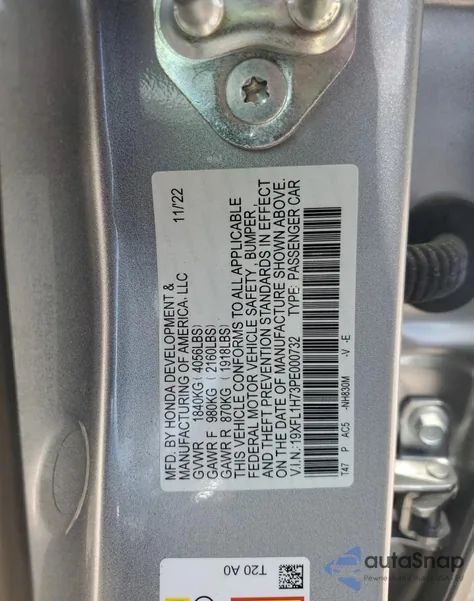 MFD. BY HONDA DEVELOPMENT &
MANUFACTURING OF AMERICA, LLC 11/'22
GVWR 1840KG ( 4056LBS)
GAWR F 980KG ( 2160LBS)
GAWR R 870KG ( 1918LBS)
THIS VEHICLE CONFORMS TO ALL APPLICABLE
FEDERAL MOTOR VEHICLE SAFETY , BUMPER ,
AND THEFT PREVENTION STANDARDS IN EFFECT
ON THE DATE OF MANUFACTURE SHOWN ABOVE.
V.I.N: 19XFL1H73PE000732 TYPE: PASSENGER CAR
T47 P AC5 -NH830M -V -E
T20 A0
autoSnap